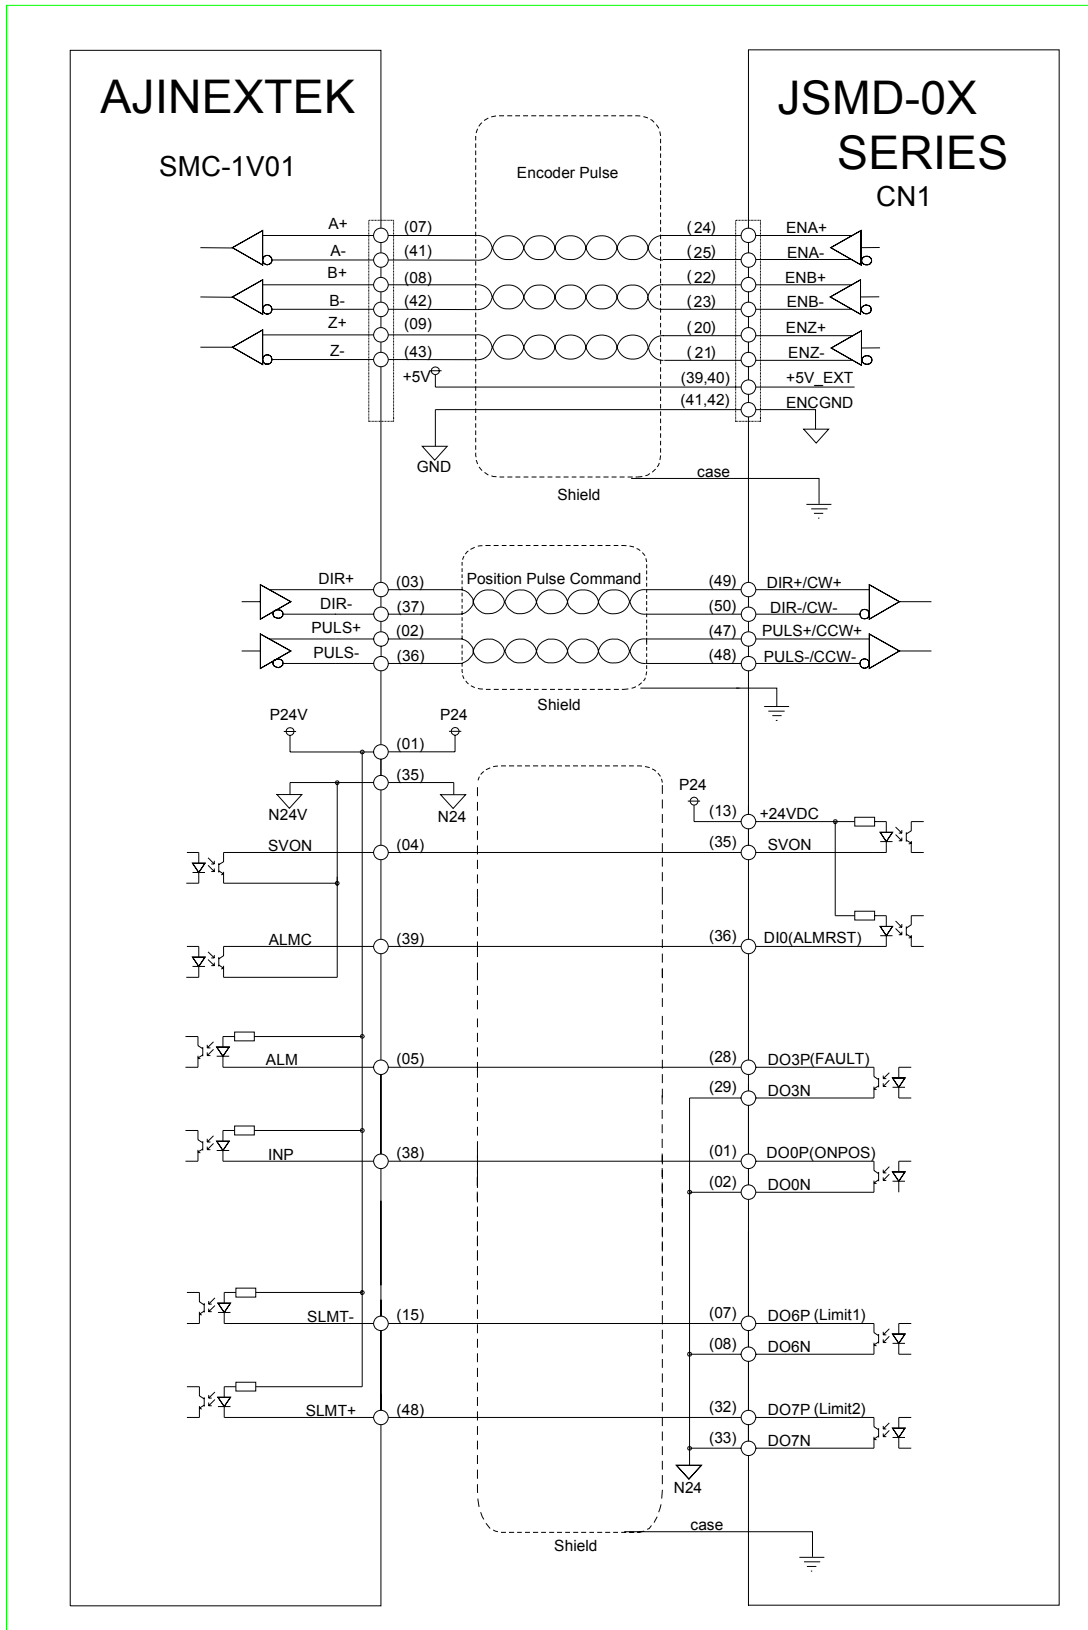 AJINEXTEK
SMC-1V01
JSMD-0X
SERIES
CN1
Encoder Pulse
A+ (07) (24) ENA+
A- (41) (25) ENA-
B+ (08) (22) ENB+
B- (42) (23) ENB-
Z+ (09) (20) ENZ+
Z- (43) (21) ENZ-
+5V (39,40) +5V_EXT
(41,42) ENCGND
GND
case
Shield
Position Pulse Command
DIR+ (03) (49) DIR+/CW+
DIR- (37) (50) DIR-/CW-
PULS+ (02) (47) PULS+/CCW+
PULS- (36) (48) PULS-/CCW-
Shield
P24V P24
(01)
(35)
N24V N24
P24
(13) +24VDC
SVON (04) (35) SVON
ALMC (39) (36) DI0(ALMRST)
ALM (05) (28) DO3P(FAULT)
(29) DO3N
INP (38) (01) DO0P(ONPOS)
(02) DO0N
SLMT- (15) (07) DO6P (Limit1)
(08) DO6N
SLMT+ (48) (32) DO7P (Limit2)
(33) DO7N
N24
case
Shield